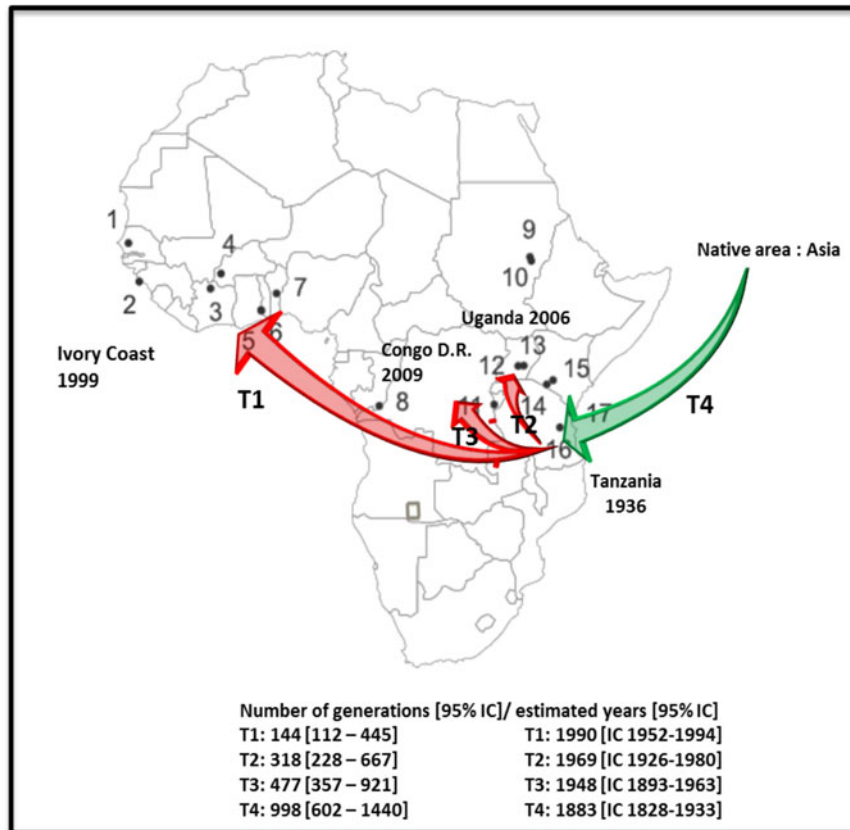 9
Native area : Asia
1
4
10
7
2
3
Uganda 2006
5
6
13
Ivory Coast
1999
Congo D.R.
2009
12
15
T1
8
11
14
17
T4
T3
T2
16
Tanzania
1936
Number of generations [95% IC]/ estimated years [95% IC]
T1: 144 [112 – 445] T1: 1990 [IC 1952-1994]
T2: 318 [228 – 667] T2: 1969 [IC 1926-1980]
T3: 477 [357 – 921] T3: 1948 [IC 1893-1963]
T4: 998 [602 – 1440] T4: 1883 [IC 1828-1933]